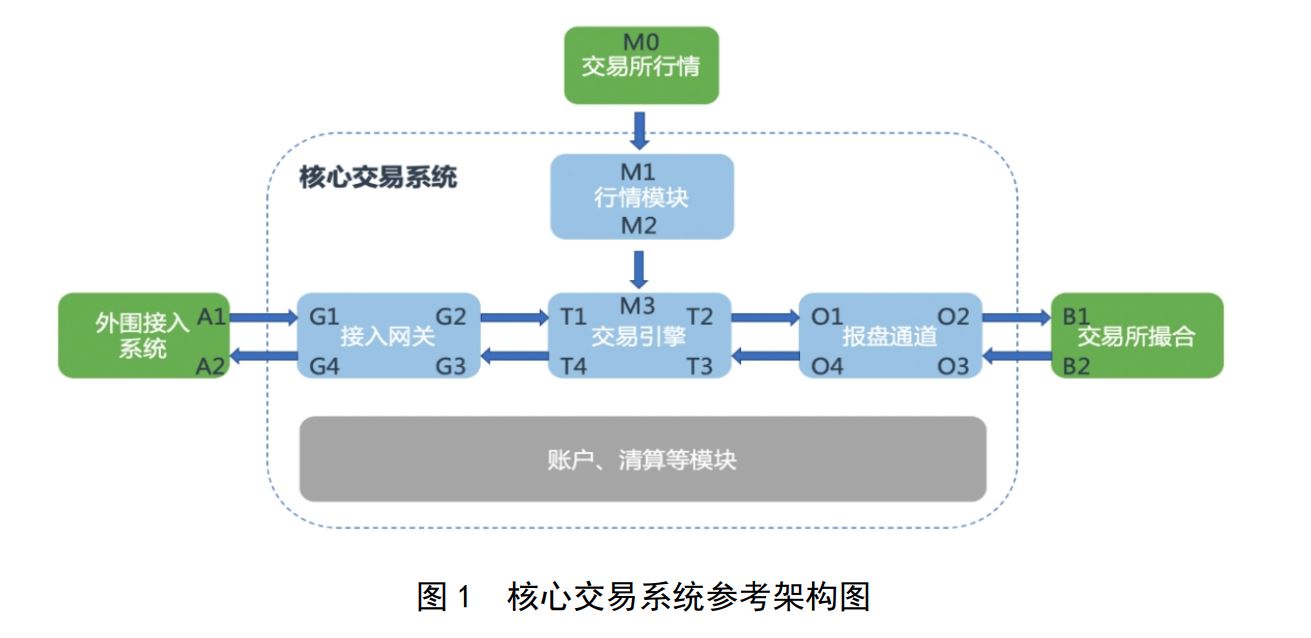 M0
交易所行情
核心交易系统
M1
行情模块
M2
外围接入
系统
A1
A2
G1
G2
接入网关
G4
G3
M3
T1
T2
交易引擎
T4
T3
O1
O2
报盘通道
O4
O3
B1
交易所撮合
B2
账户、清算等模块
图 1 核心交易系统参考架构图